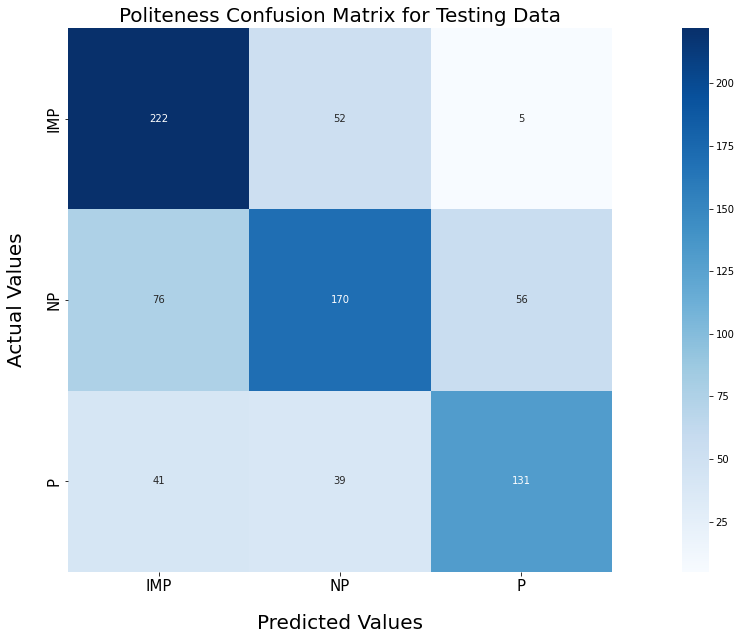 Politeness Confusion Matrix for Testing Data
Actual Values
IMP 222 52 5
NP 76 170 56
P 41 39 131
IMP NP P
Predicted Values
200
175
150
125
100
75
50
25